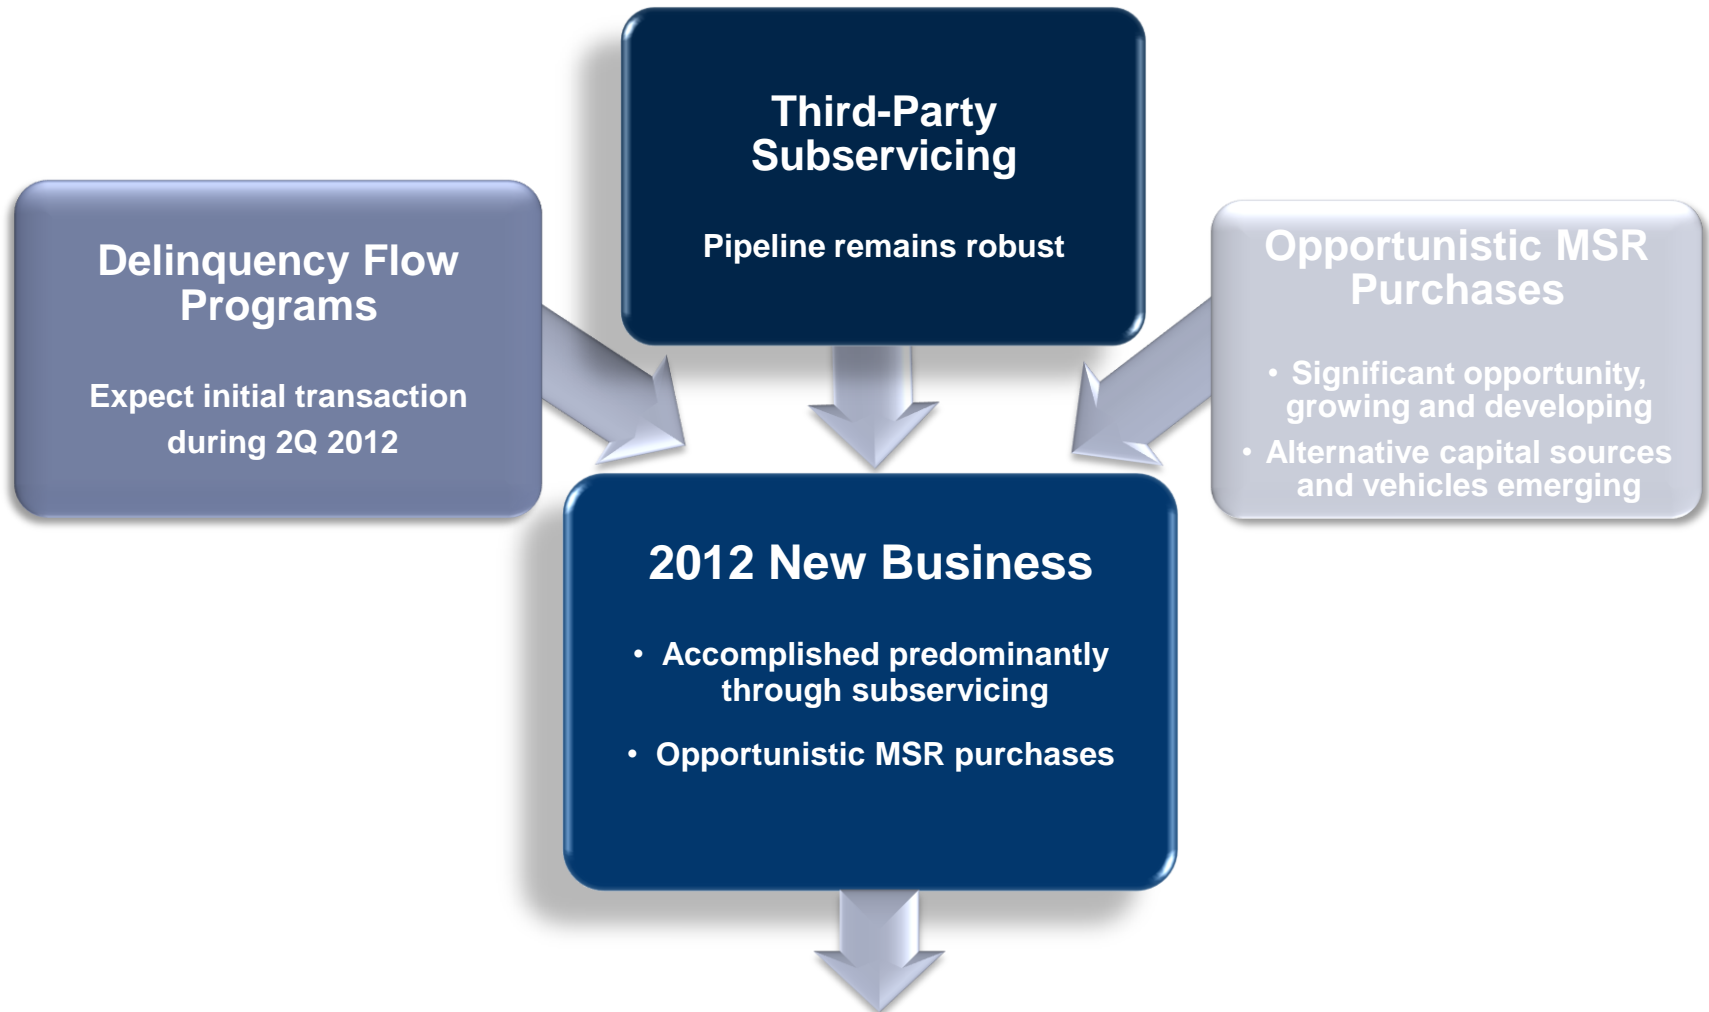 Third-Party
Subservicing
Pipeline remains robust
Delinquency Flow
Programs
Expect initial transaction
during 2Q 2012
Opportunistic MSR
Purchases
• Significant opportunity,
growing and developing
• Alternative capital sources
and vehicles emerging
2012 New Business
• Accomplished predominantly
through subservicing
• Opportunistic MSR purchases